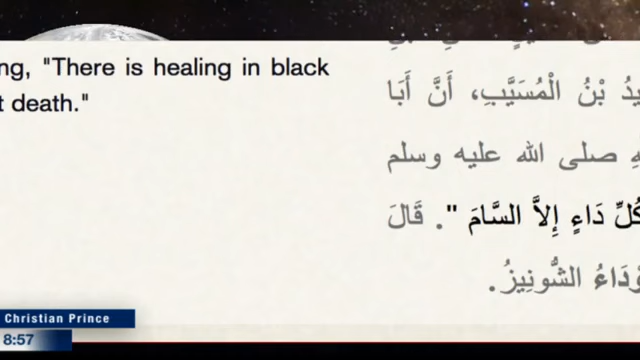 ng, "There is healing in black
t death."
يدُ بْنُ الْمُسَيَّبِ، أَنَّ أَبَا
هِ صلى الله عليه وسلم
كُلِّ دَاءٍ إِلاَّ السَّامَ ". قَالَ
وْدَاءُ الشُّونِيزُ.
Christian Prince
8:57